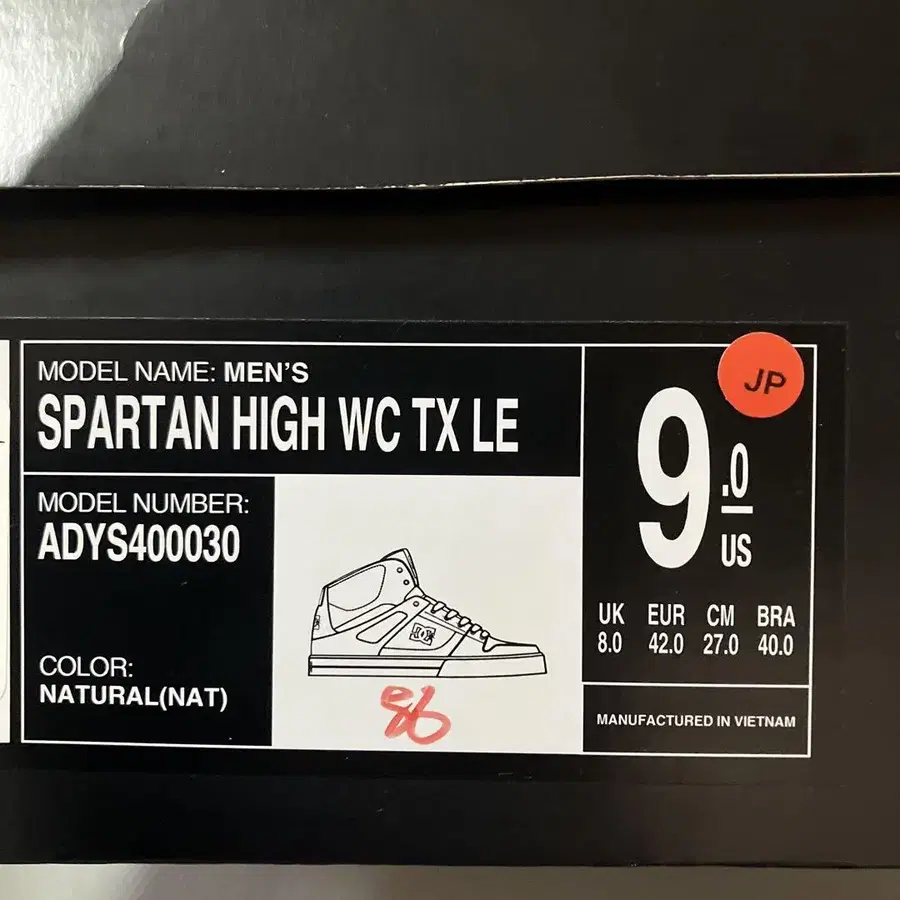 MODEL NAME: MEN'S
SPARTAN HIGH WC TX LE
MODEL NUMBER:
ADYS400030
COLOR:
NATURAL(NAT)
86
JP
9.0
US
UK EUR CM BRA
8.0 42.0 27.0 40.0
MANUFACTURED IN VIETNAM